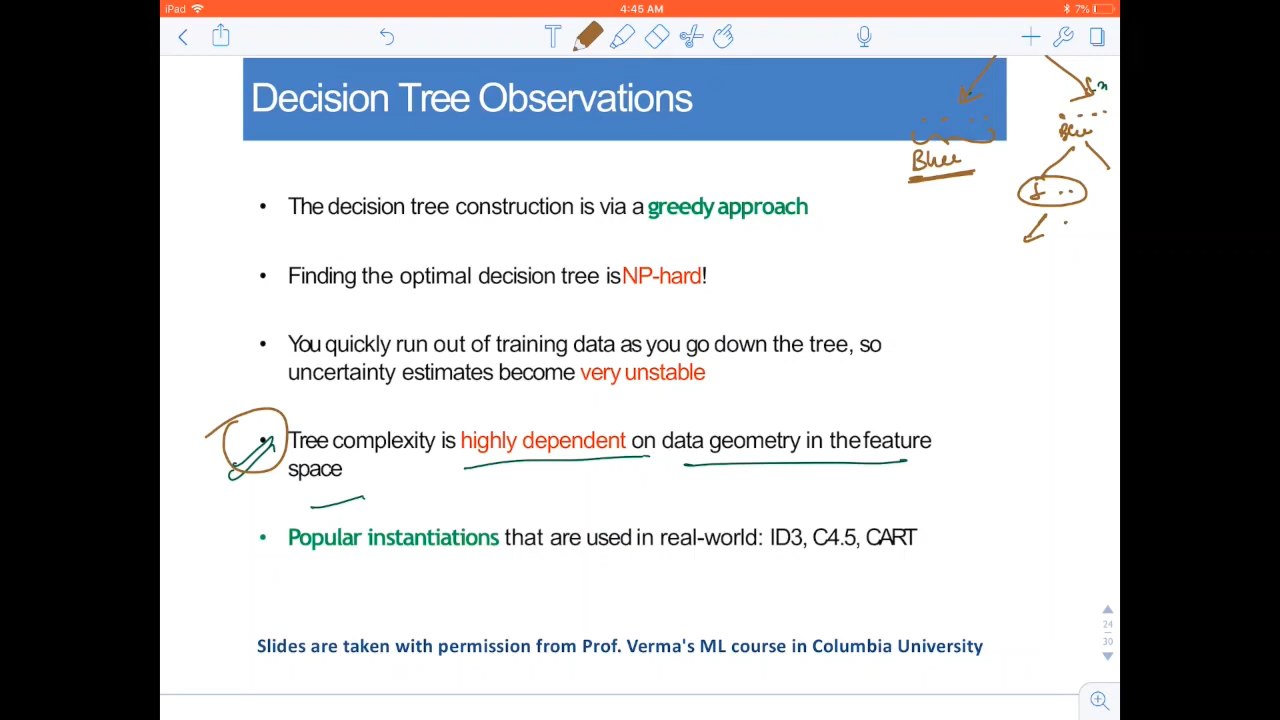 iPad
4:45 AM
7%
T
Decision Tree Observations
Blue
Blue
• The decision tree construction is via a greedy approach
• Finding the optimal decision tree is NP-hard!
• You quickly run out of training data as you go down the tree, so
uncertainty estimates become very unstable
• Tree complexity is highly dependent on data geometry in the feature
space
• Popular instantiations that are used in real-world: ID3, C4.5, CART
24
30
Slides are taken with permission from Prof. Verma's ML course in Columbia University